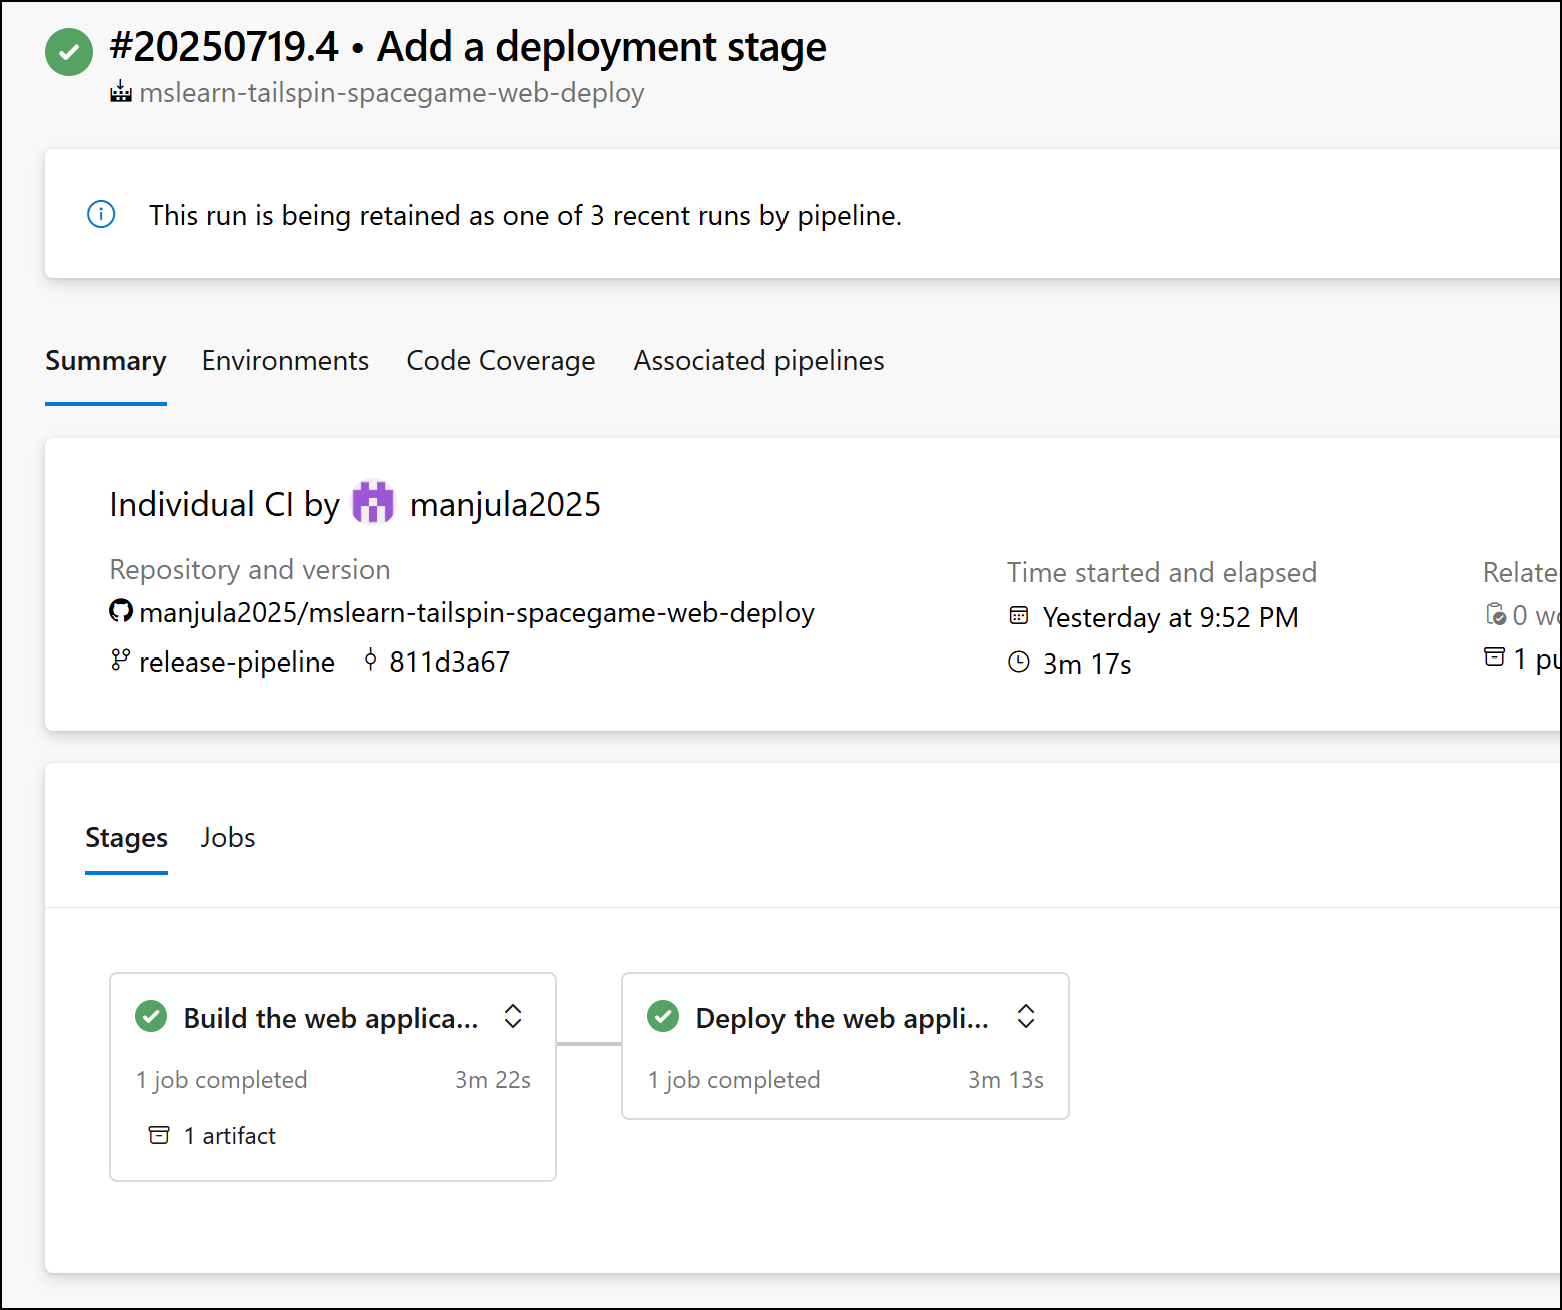 #20250719.4 • Add a deployment stage
mslearn-tailspin-spacegame-web-deploy
This run is being retained as one of 3 recent runs by pipeline.
Summary Environments Code Coverage Associated pipelines
Individual CI by manjula2025
Repository and version
manjula2025/mslearn-tailspin-spacegame-web-deploy
release-pipeline 811d3a67
Time started and elapsed
Yesterday at 9:52 PM
3m 17s
Relate
0 wo
1 pu
Stages Jobs
Build the web applica...
1 job completed 3m 22s
1 artifact
Deploy the web appli...
1 job completed 3m 13s